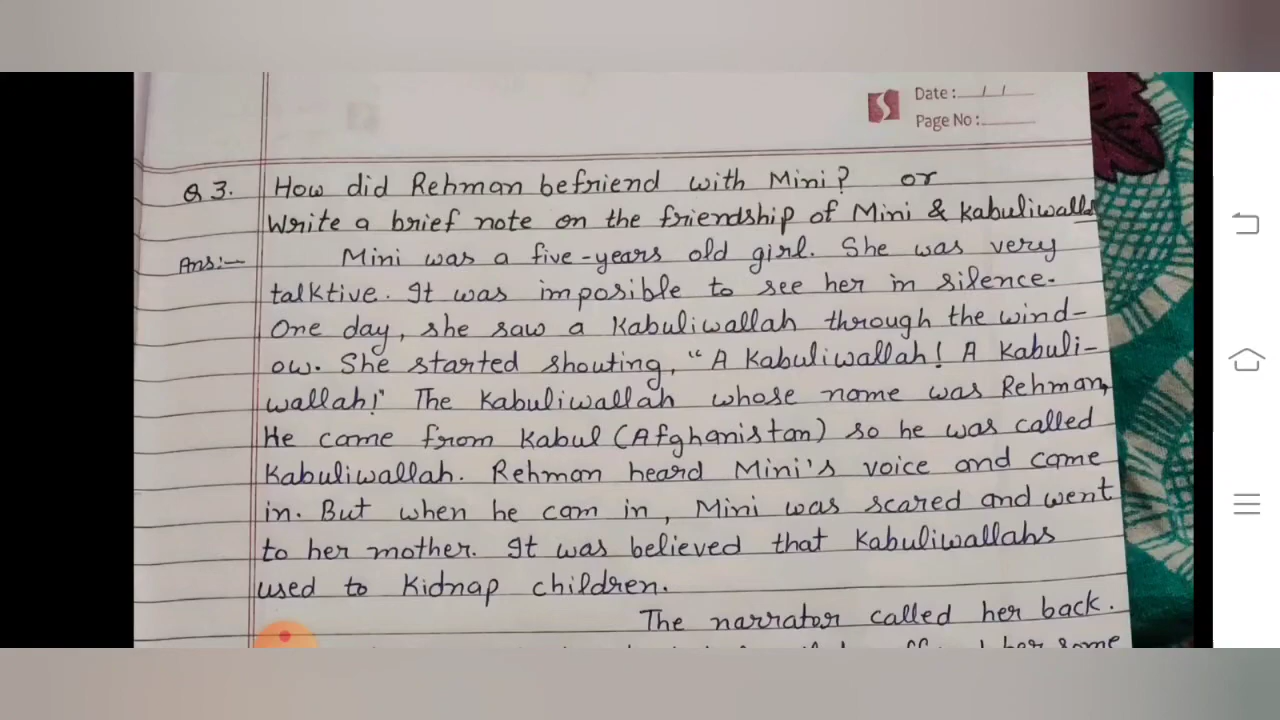 Date: / /
Page No:
Q 3. How did Rehman befriend with Mini? or
Write a brief note on the friendship of Mini & Kabuliwalla
Ans:- Mini was a five-years old girl. She was very
talktive. It was imposible to see her in silence.
One day, she saw a Kabuliwallah through the wind-
ow. She started shouting, "A Kabuliwallah! A Kabuli-
wallah!" The Kabuliwallah whose name was Rehman,
He came from Kabul (Afghanistan) so he was called
Kabuliwallah. Rehman heard Mini's voice and came
in. But when he cam in, Mini was scared and went
to her mother. It was believed that Kabuliwallahs
used to Kidnap children.
The narrator called her back.
her some